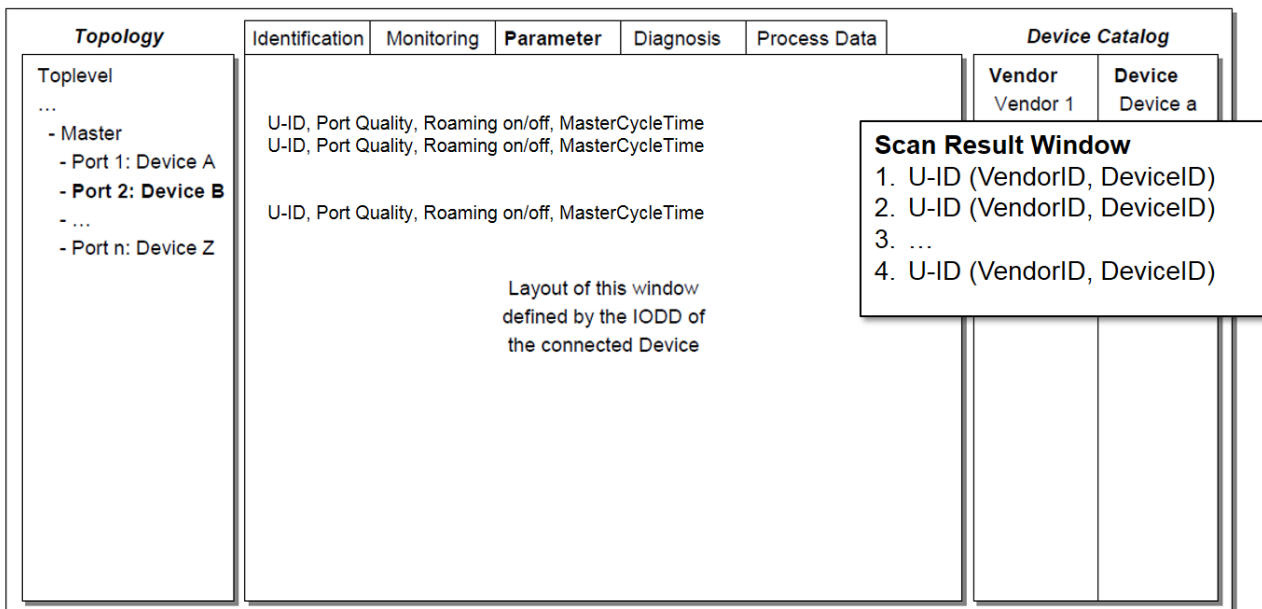 Topology
Toplevel
...
- Master
- Port 1: Device A
- Port 2: Device B
- ...
- Port n: Device Z
Identification
Monitoring
Parameter
Diagnosis
Process Data
U-ID, Port Quality, Roaming on/off, MasterCycleTime
U-ID, Port Quality, Roaming on/off, MasterCycleTime
U-ID, Port Quality, Roaming on/off, MasterCycleTime
Layout of this window
defined by the IODD of
the connected Device
Device Catalog
Vendor
Vendor 1
Device
Device a
Scan Result Window
1. U-ID (VendorID, DeviceID)
2. U-ID (VendorID, DeviceID)
3. ...
4. U-ID (VendorID, DeviceID)